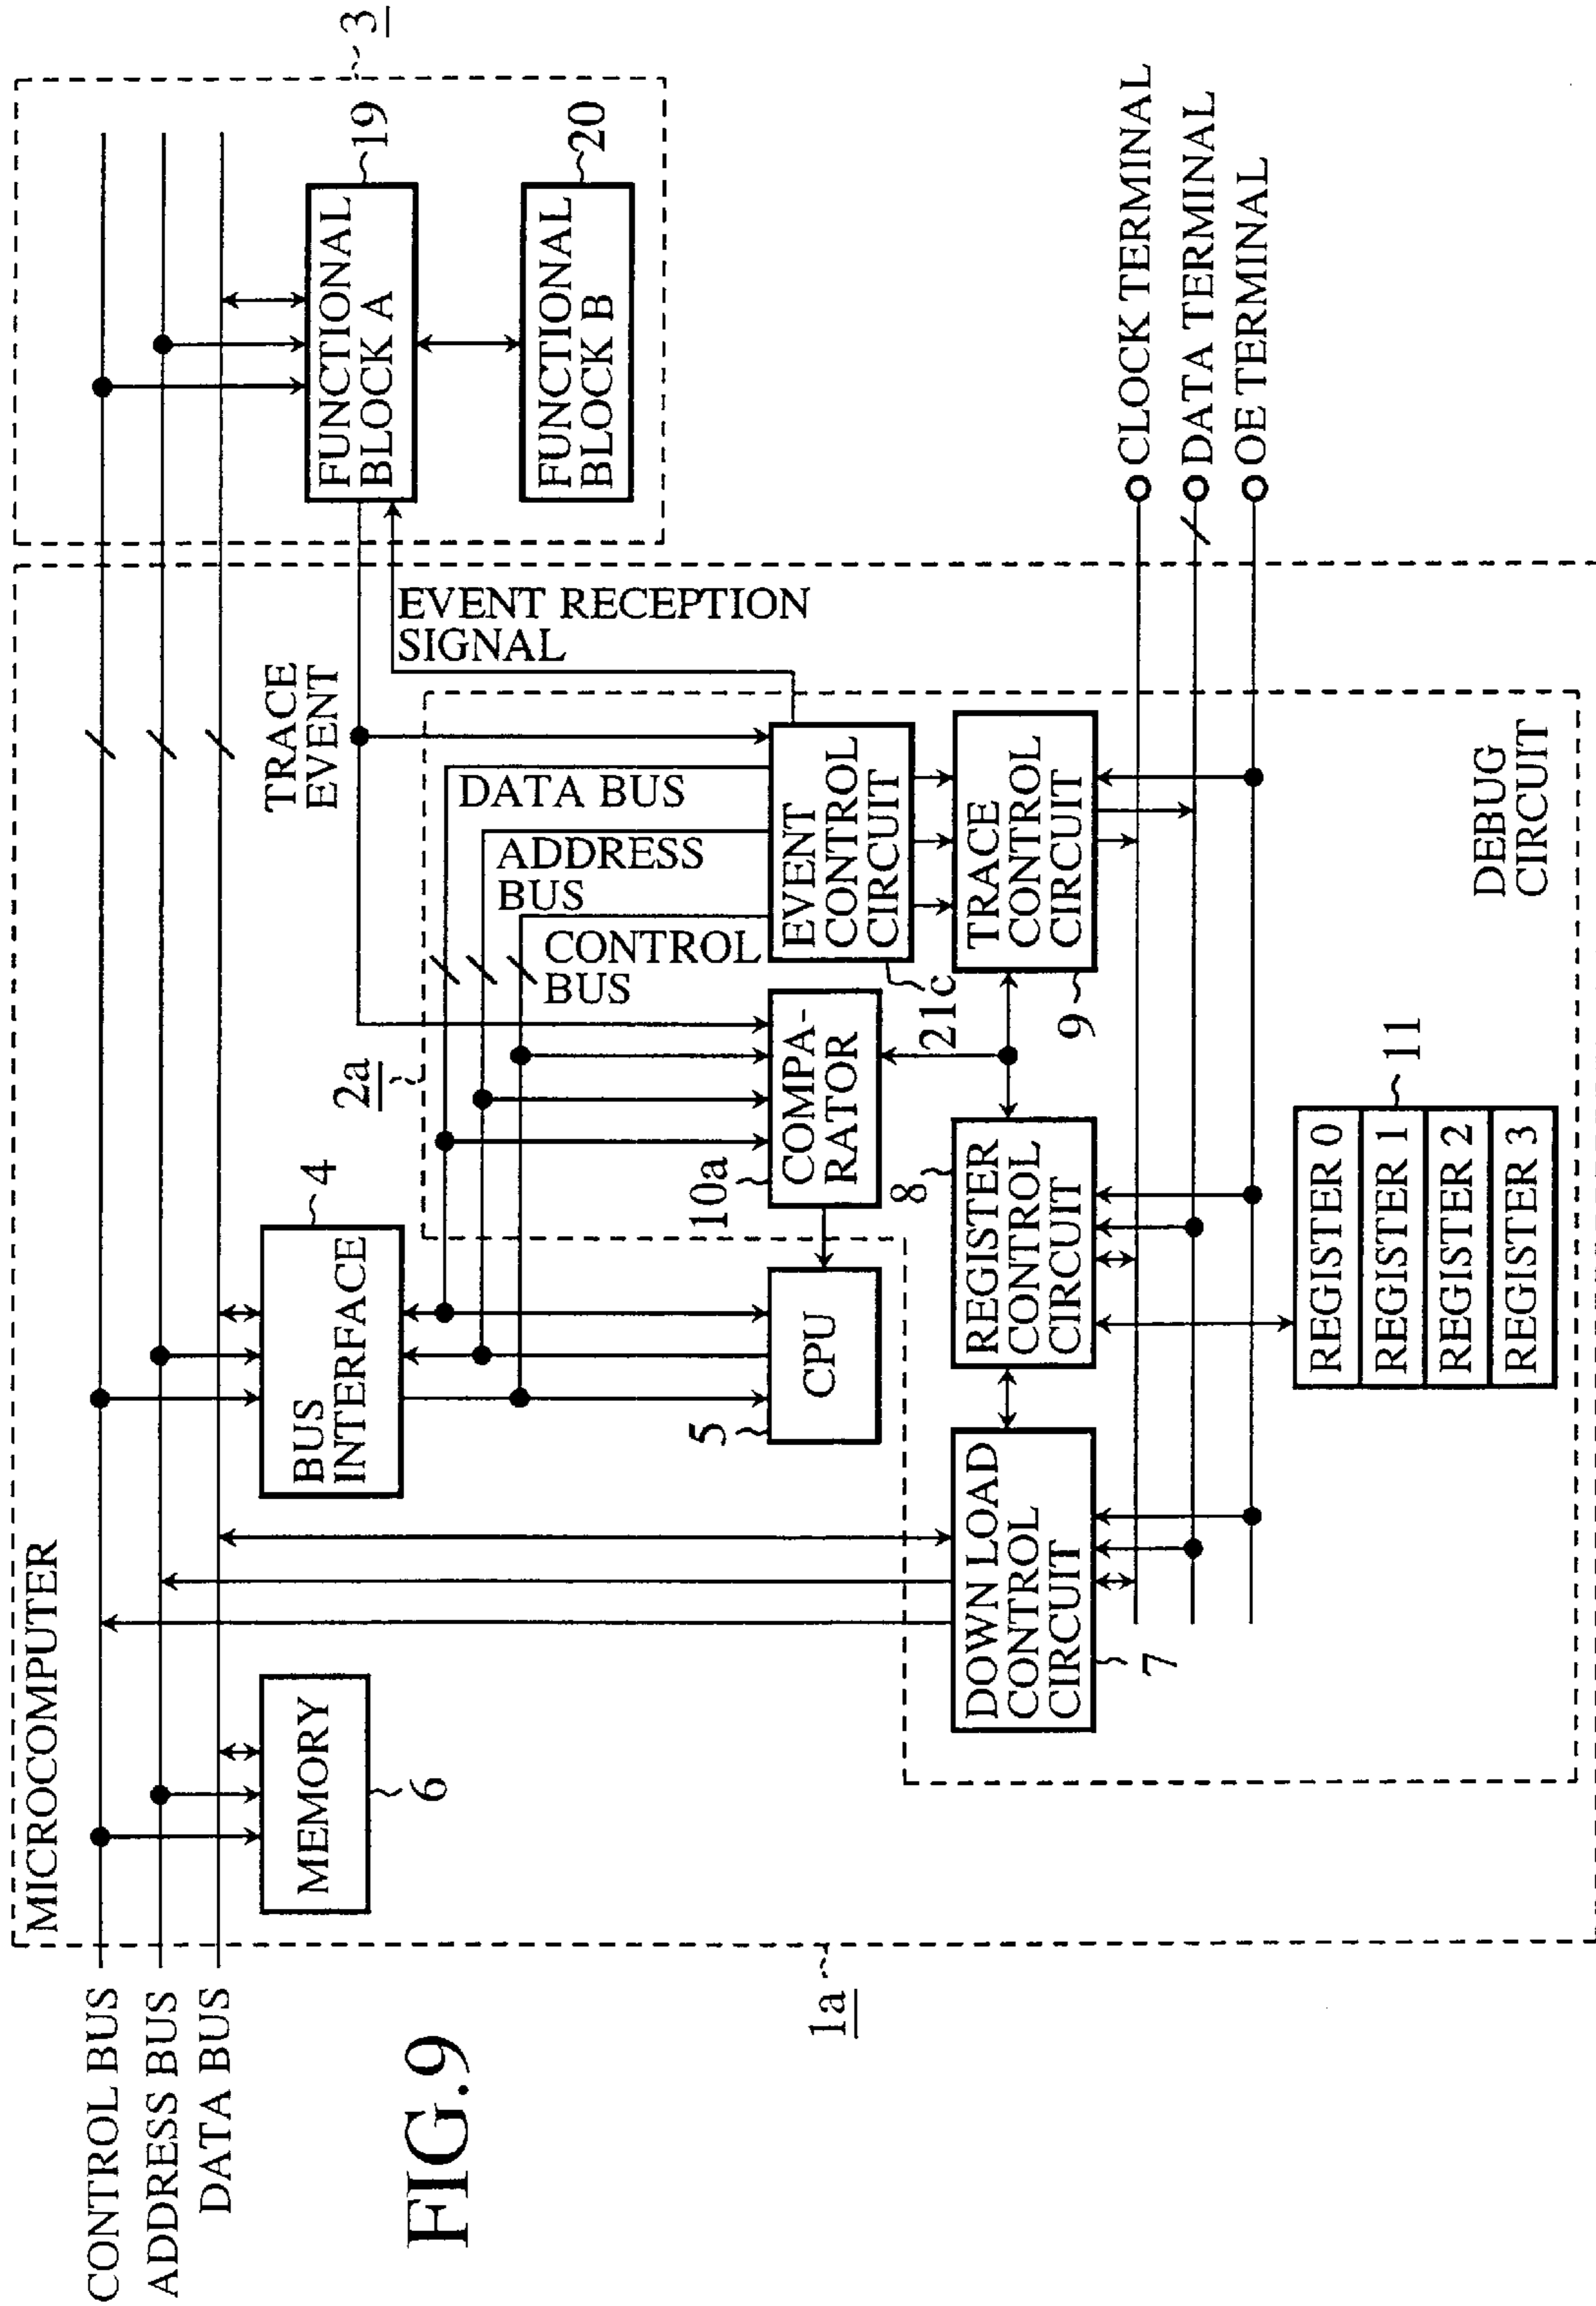 FIG.9
CONTROL BUS
ADDRESS BUS
DATA BUS
1a
MICROCOMPUTER
MEMORY
6
BUS
INTERFACE
4
TRACE
EVENT
3
FUNCTIONAL
BLOCK A
19
FUNCTIONAL
BLOCK B
20
EVENT RECEPTION
SIGNAL
2a
DATA BUS
ADDRESS
BUS
CONTROL
BUS
5
CPU
10a
COMPA-
RATOR
EVENT
CONTROL
CIRCUIT
21c
DOWN LOAD
CONTROL
CIRCUIT
7
8
REGISTER
CONTROL
CIRCUIT
TRACE
CONTROL
CIRCUIT
9
CLOCK TERMINAL
DATA TERMINAL
OE TERMINAL
REGISTER 0
REGISTER 1
REGISTER 2
REGISTER 3
11
DEBUG
CIRCUIT